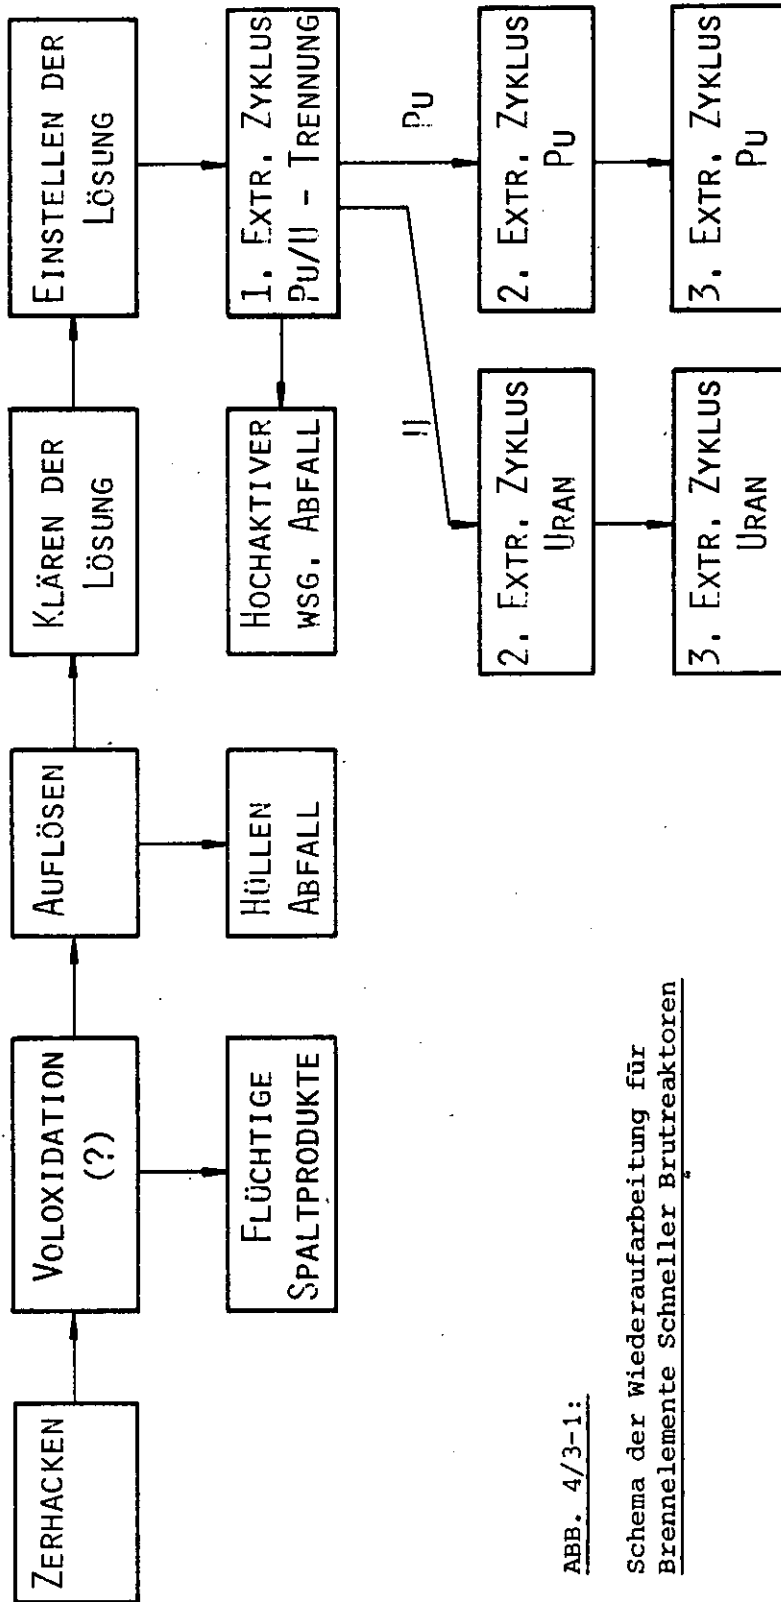 ZERHACKEN
VOLOXIDATION
(?)
AUFLÖSEN
KLÄREN DER
LÖSUNG
EINSTELLEN DER
LÖSUNG
FLÜCHTIGE
SPALTPRODUKTE
HÜLLEN
ABFALL
HOCHAKTIVER
WSG. ABFALL
1. EXTR. ZYKLUS
PU/U - TRENNUNG
U
PU
2. EXTR. ZYKLUS
URAN
2. EXTR. ZYKLUS
PU
3. EXTR. ZYKLUS
URAN
3. EXTR. ZYKLUS
PU
ABB. 4/3-1:
Schema der Wiederaufarbeitung für
Brennelemente Schneller Brutreaktoren